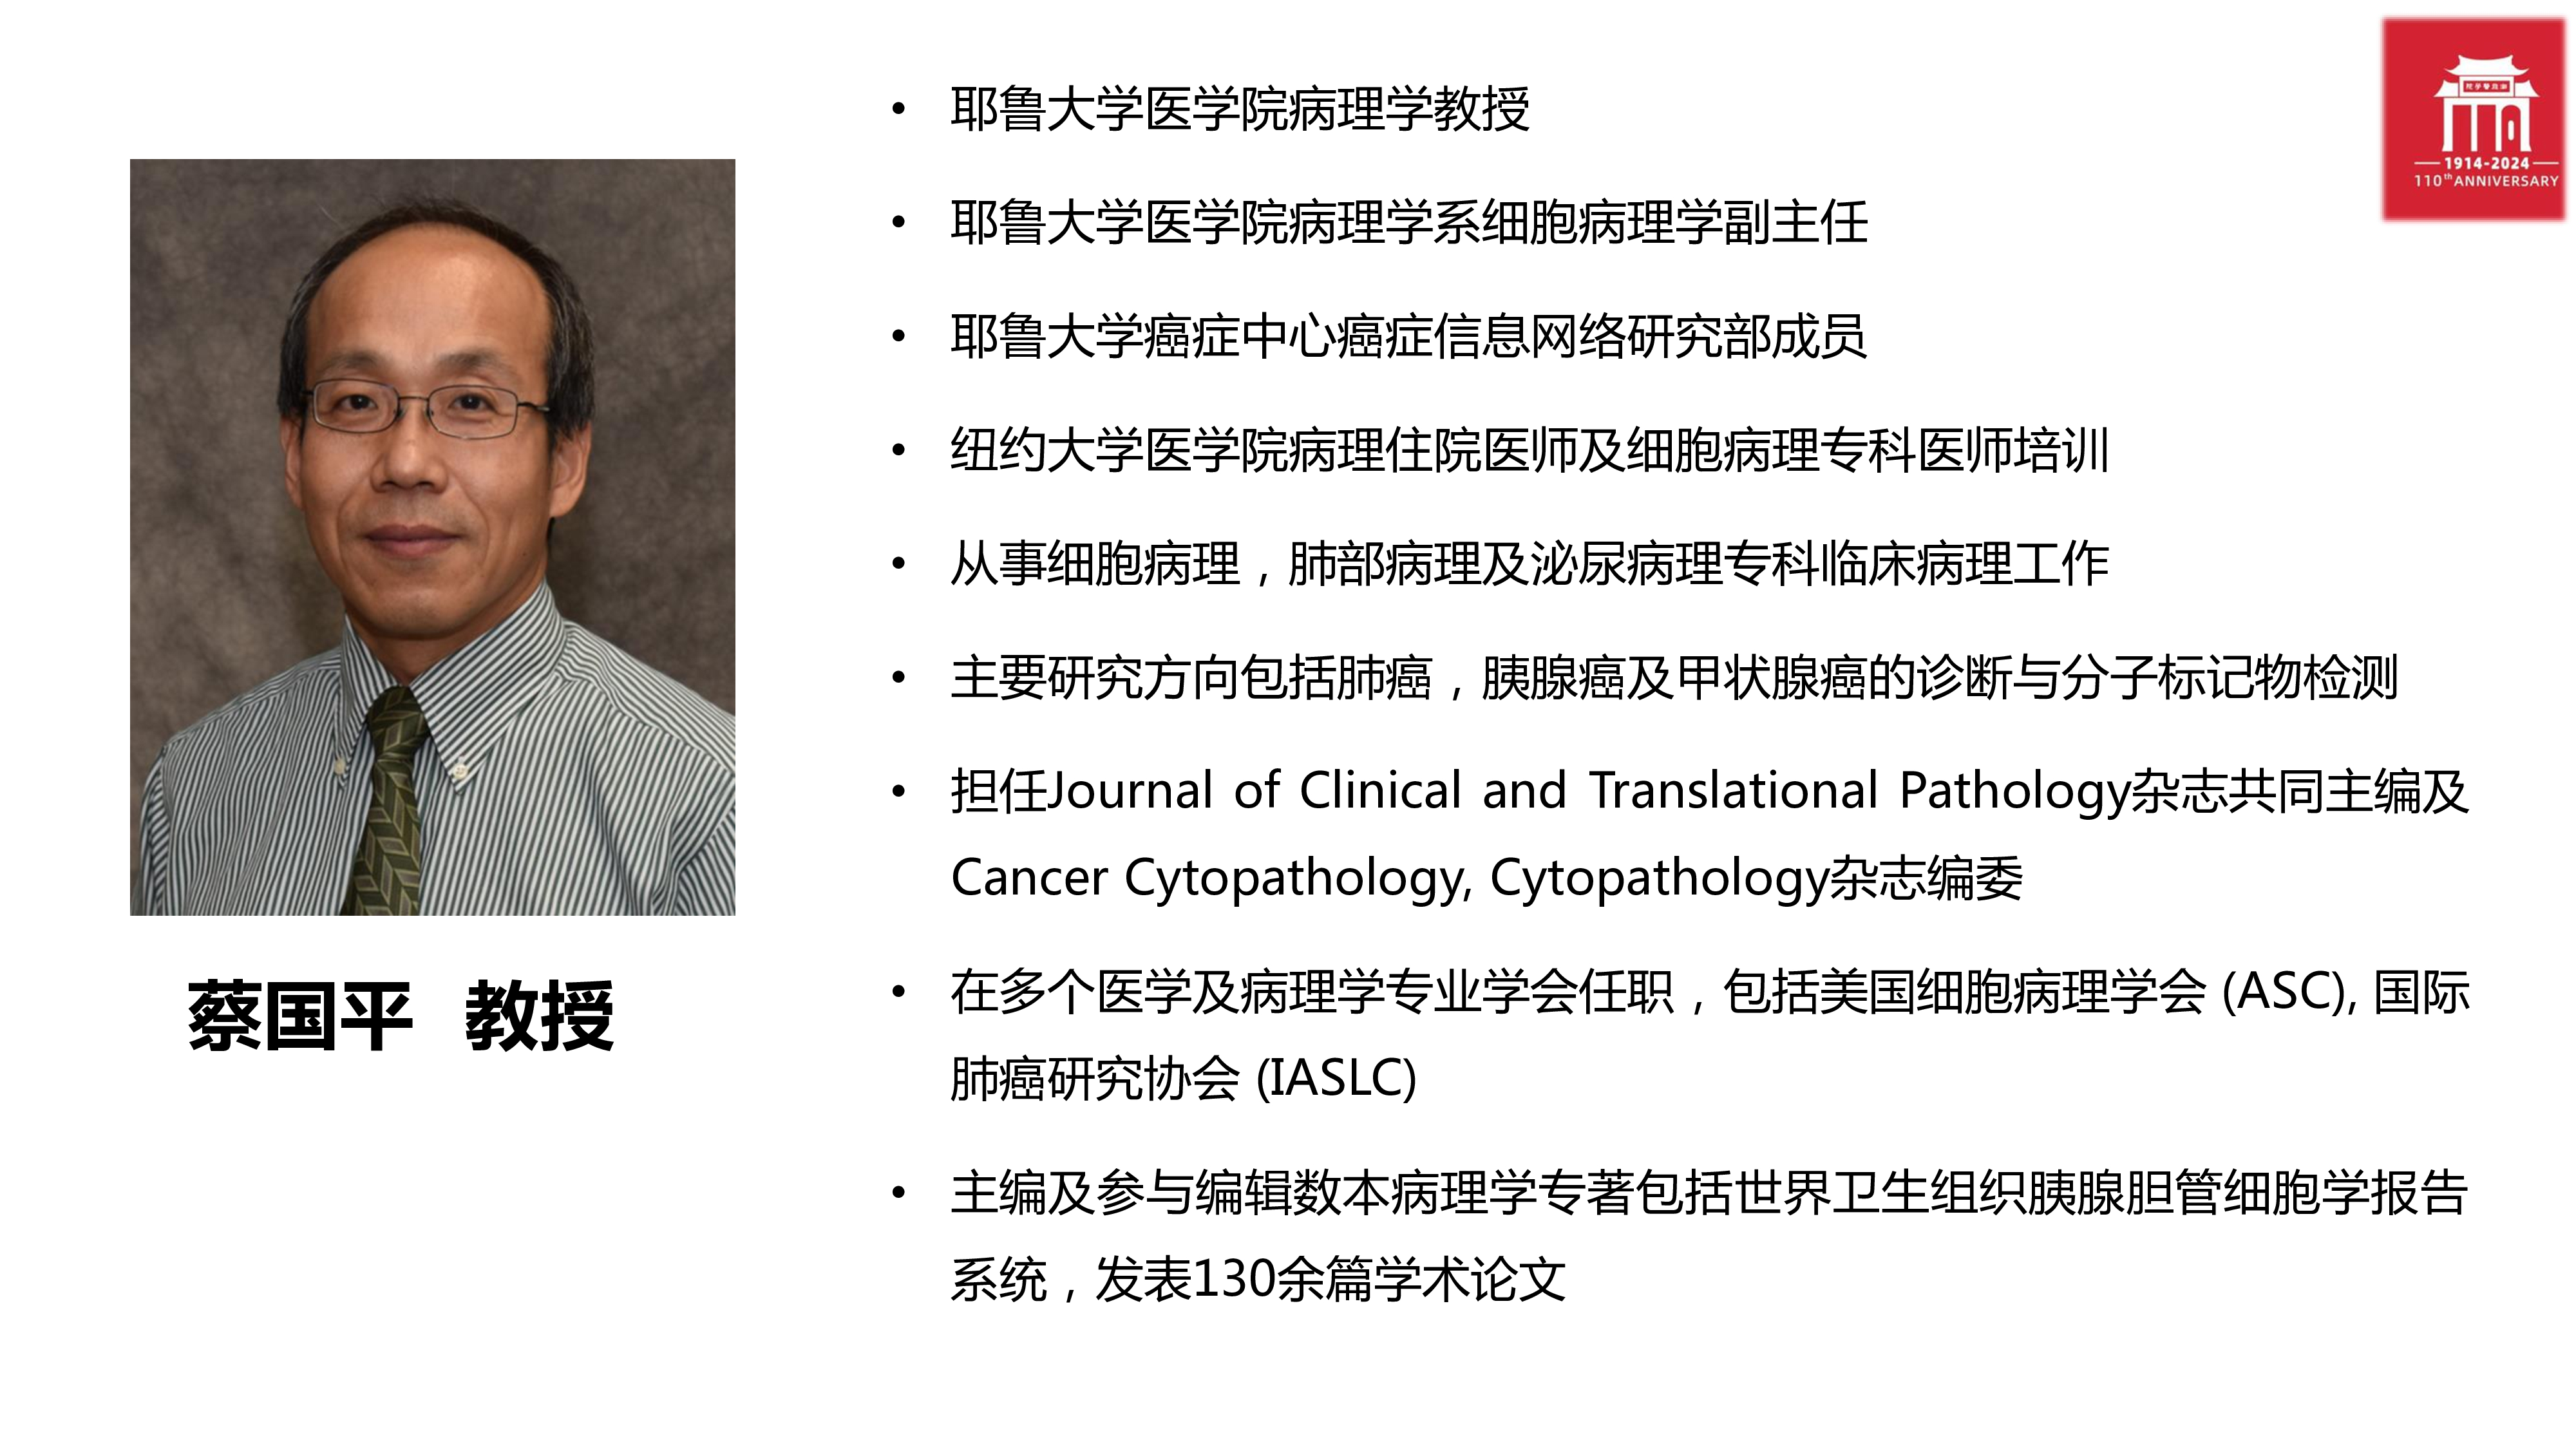 耶鲁大学医学院病理学教授
耶鲁大学医学院病理学系细胞病理学副主任
耶鲁大学癌症中心癌症信息网络研究部成员
纽约大学医学院病理住院医师及细胞病理专科医师培训
从事细胞病理，肺部病理及泌尿病理专科临床病理工作
主要研究方向包括肺癌，胰腺癌及甲状腺癌的诊断与分子标记物检测
担任Journal of Clinical and Translational Pathology杂志共同主编及
Cancer Cytopathology, Cytopathology杂志编委
在多个医学及病理学专业学会任职，包括美国细胞病理学会 (ASC), 国际
肺癌研究协会 (IASLC)
主编及参与编辑数本病理学专著包括世界卫生组织胰腺胆管细胞学报告
系统，发表130余篇学术论文
蔡国平 教授
1914-2024
110th ANNIVERSARY